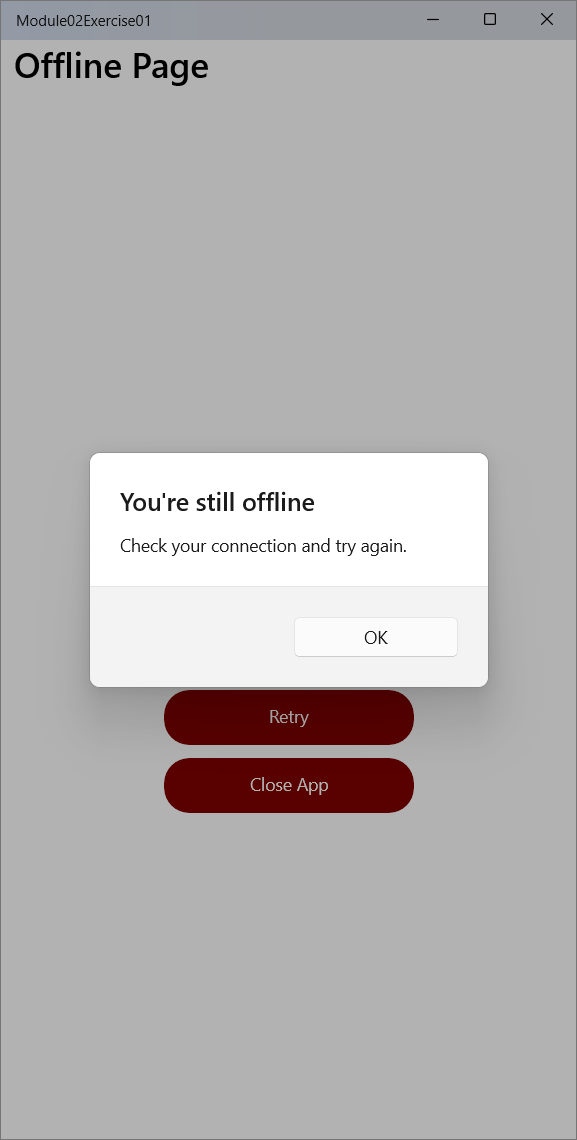 Module02Exercise01
Offline Page
You're still offline
Check your connection and try again.
OK
Retry
Close App